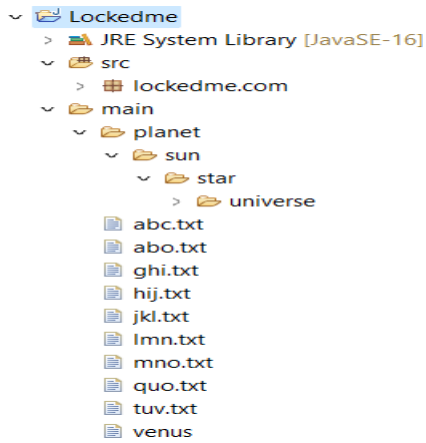 Lockedme
JRE System Library [JavaSE-16]
src
lockedme.com
main
planet
sun
star
universe
abc.txt
abo.txt
ghi.txt
hij.txt
jkl.txt
lmn.txt
mno.txt
quo.txt
tuv.txt
venus